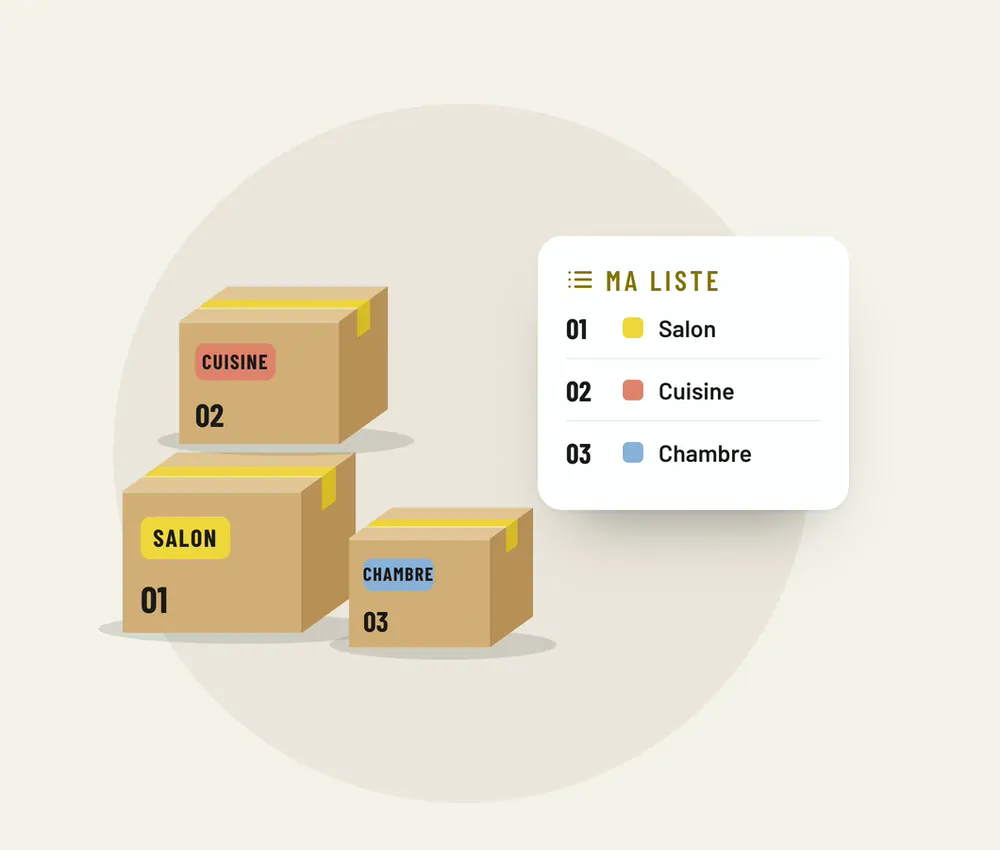 CUISINE
02
SALON
01
CHAMBRE
03
MA LISTE
01 Salon
02 Cuisine
03 Chambre